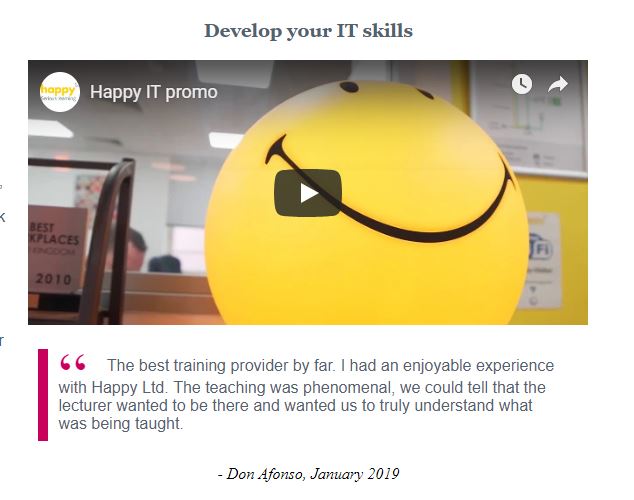 Develop your IT skills
happy
Happy IT promo
BEST
KPLACES
KINGDOM
2010
Fi
k
r
“ The best training provider by far. I had an enjoyable experience
with Happy Ltd. The teaching was phenomenal, we could tell that the
lecturer wanted to be there and wanted us to truly understand what
was being taught.
- Don Afonso, January 2019